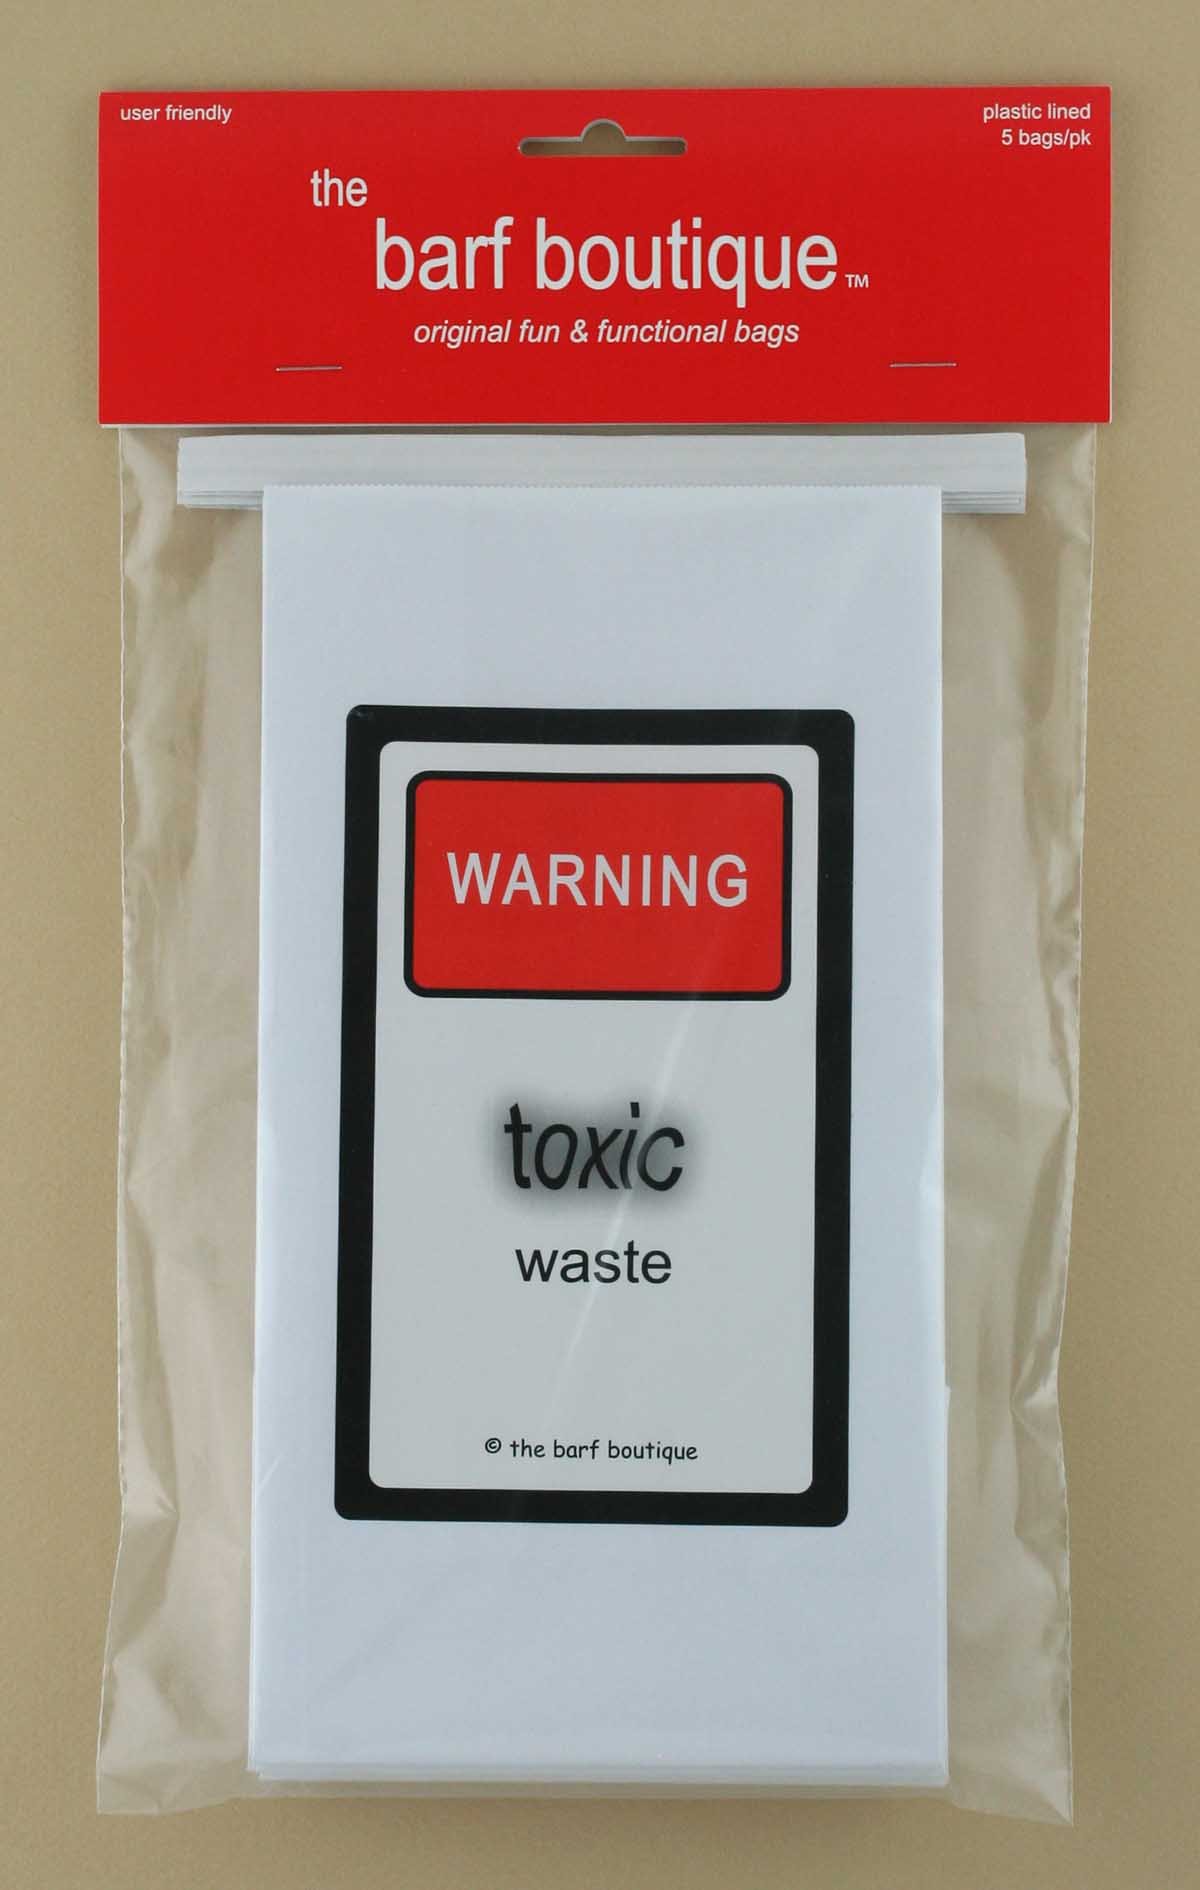 user friendly
plastic lined
5 bags/pk
the
barf boutique™
original fun & functional bags
WARNING
toxic
waste
© the barf boutique